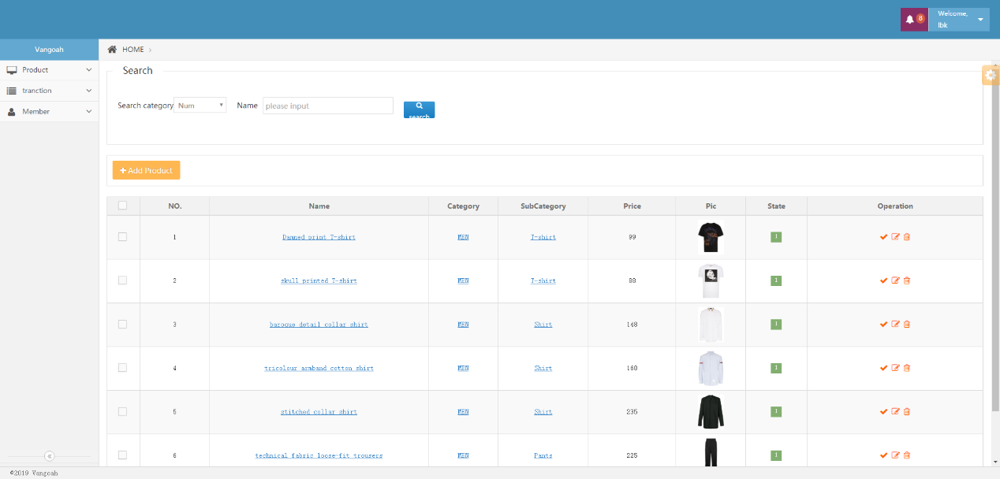 8
Welcome,
lbk
Vangoah
HOME
Product
tranction
Member
Search
Search category Num Name please input search
Add Product
NO. Name Category SubCategory Price Pic State Operation
1 Damned print T-shirt MEN T-shirt 99 1
2 skull printed T-shirt MEN T-shirt 88 1
3 baroque detail collar shirt MEN Shirt 148 1
4 tricolour armband cotton shirt MEN Shirt 168 1
5 stitched collar shirt MEN Shirt 235 1
6 technical fabric loose-fit trousers MEN Pants 225 1
©2019 Vangoah